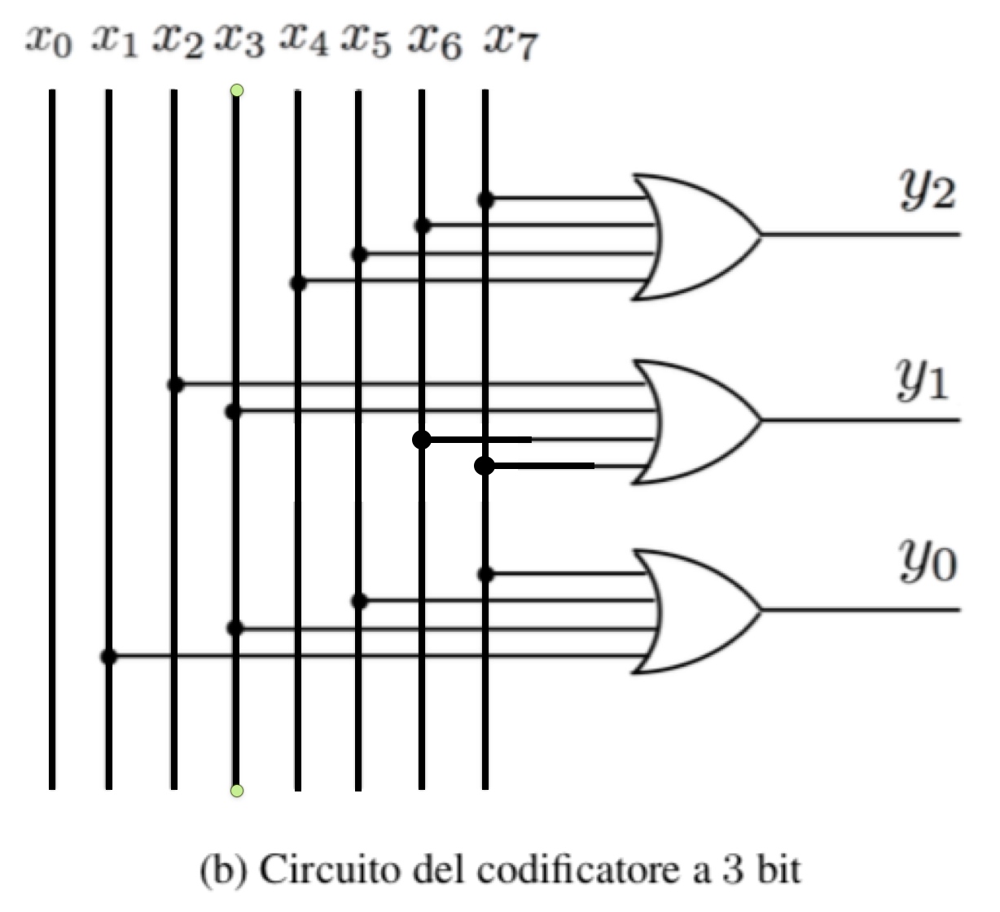 x0 x1 x2 x3 x4 x5 x6 x7
y2
y1
y0
(b) Circuito del codificatore a 3 bit